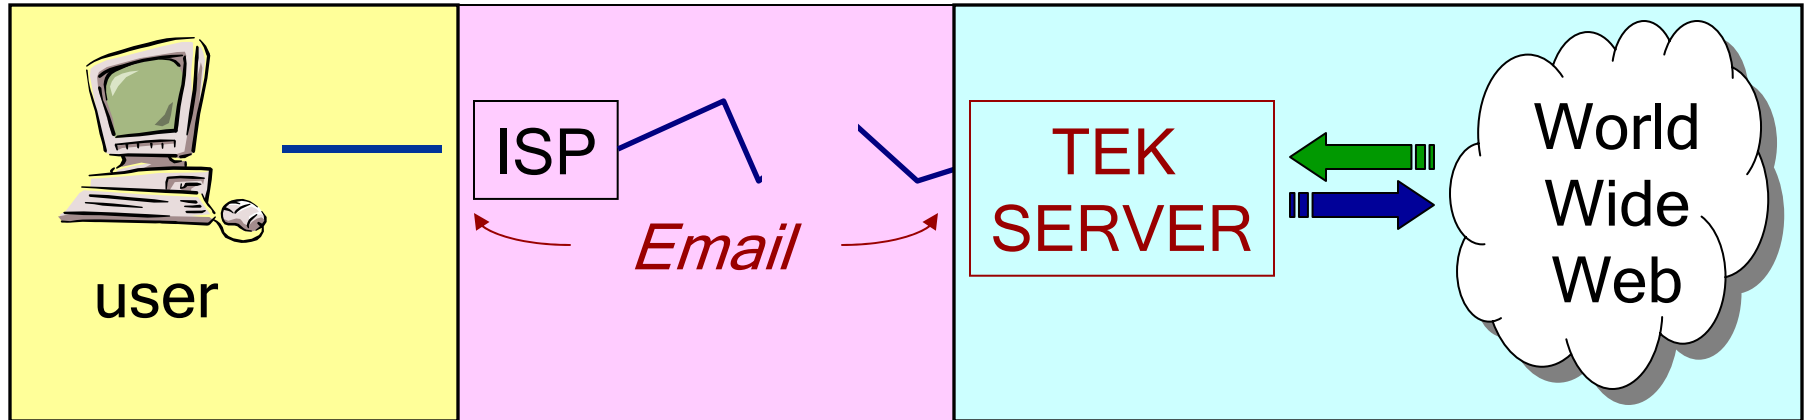 user
ISP
Email
TEK
SERVER
World
Wide
Web